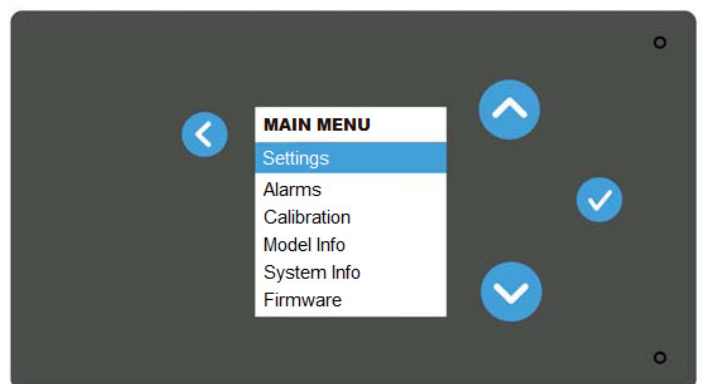 MAIN MENU
Settings
Alarms
Calibration
Model Info
System Info
Firmware